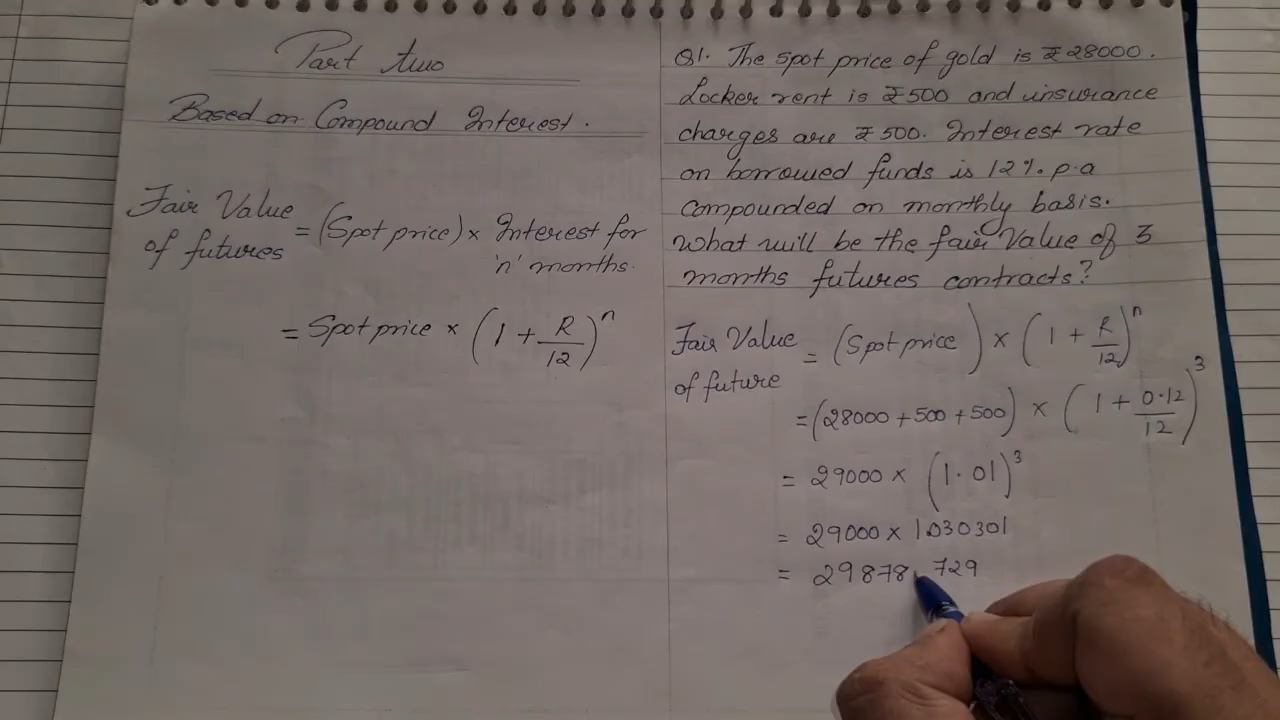 Part two
Based on Compound Interest.
Fair Value of futures = (Spot price) × Interest for 'n' months.
= Spot price × (1 + R/12)^n
Q1. The spot price of gold is ₹28000.
Locker rent is ₹500 and insurance
charges are ₹500. Interest rate
on borrowed funds is 12% p.a
compounded on monthly basis.
What will be the fair Value of 3
months futures contracts?
Fair Value of future = (Spot price) × (1 + R/12)^n
= (28000 + 500 + 500) × (1 + 0.12/12)^3
= 29000 × (1.01)^3
= 29000 × 1.030301
= 29878.729